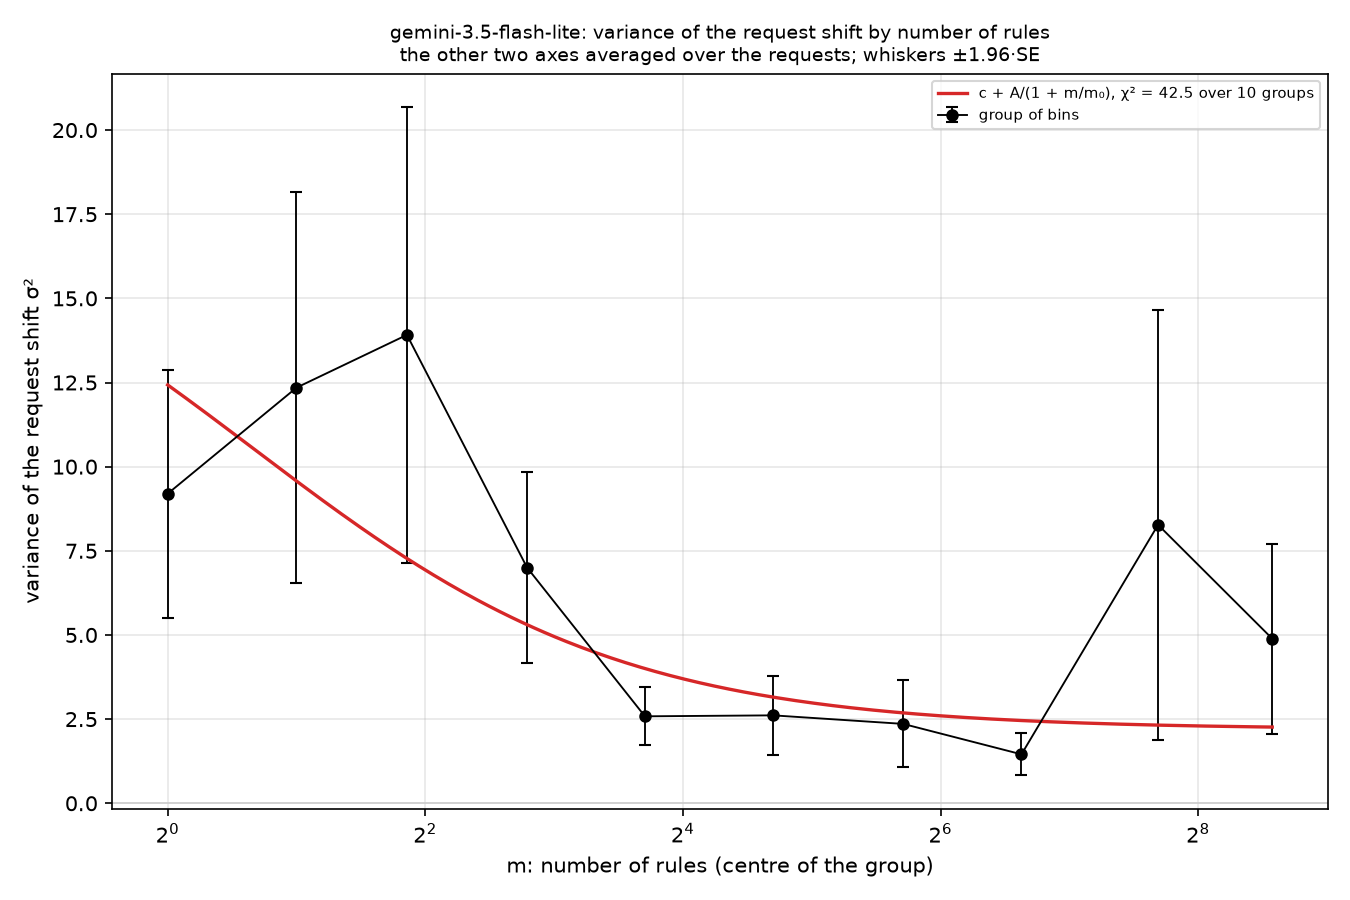 gemini-3.5-flash-lite: variance of the request shift by number of rules
the other two axes averaged over the requests; whiskers ±1.96·SE
c + A/(1 + m/m₀), χ² = 42.5 over 10 groups
group of bins
variance of the request shift σ²
20.0
17.5
15.0
12.5
10.0
7.5
5.0
2.5
0.0
2⁰ 2² 2⁴ 2⁶ 2⁸
m: number of rules (centre of the group)